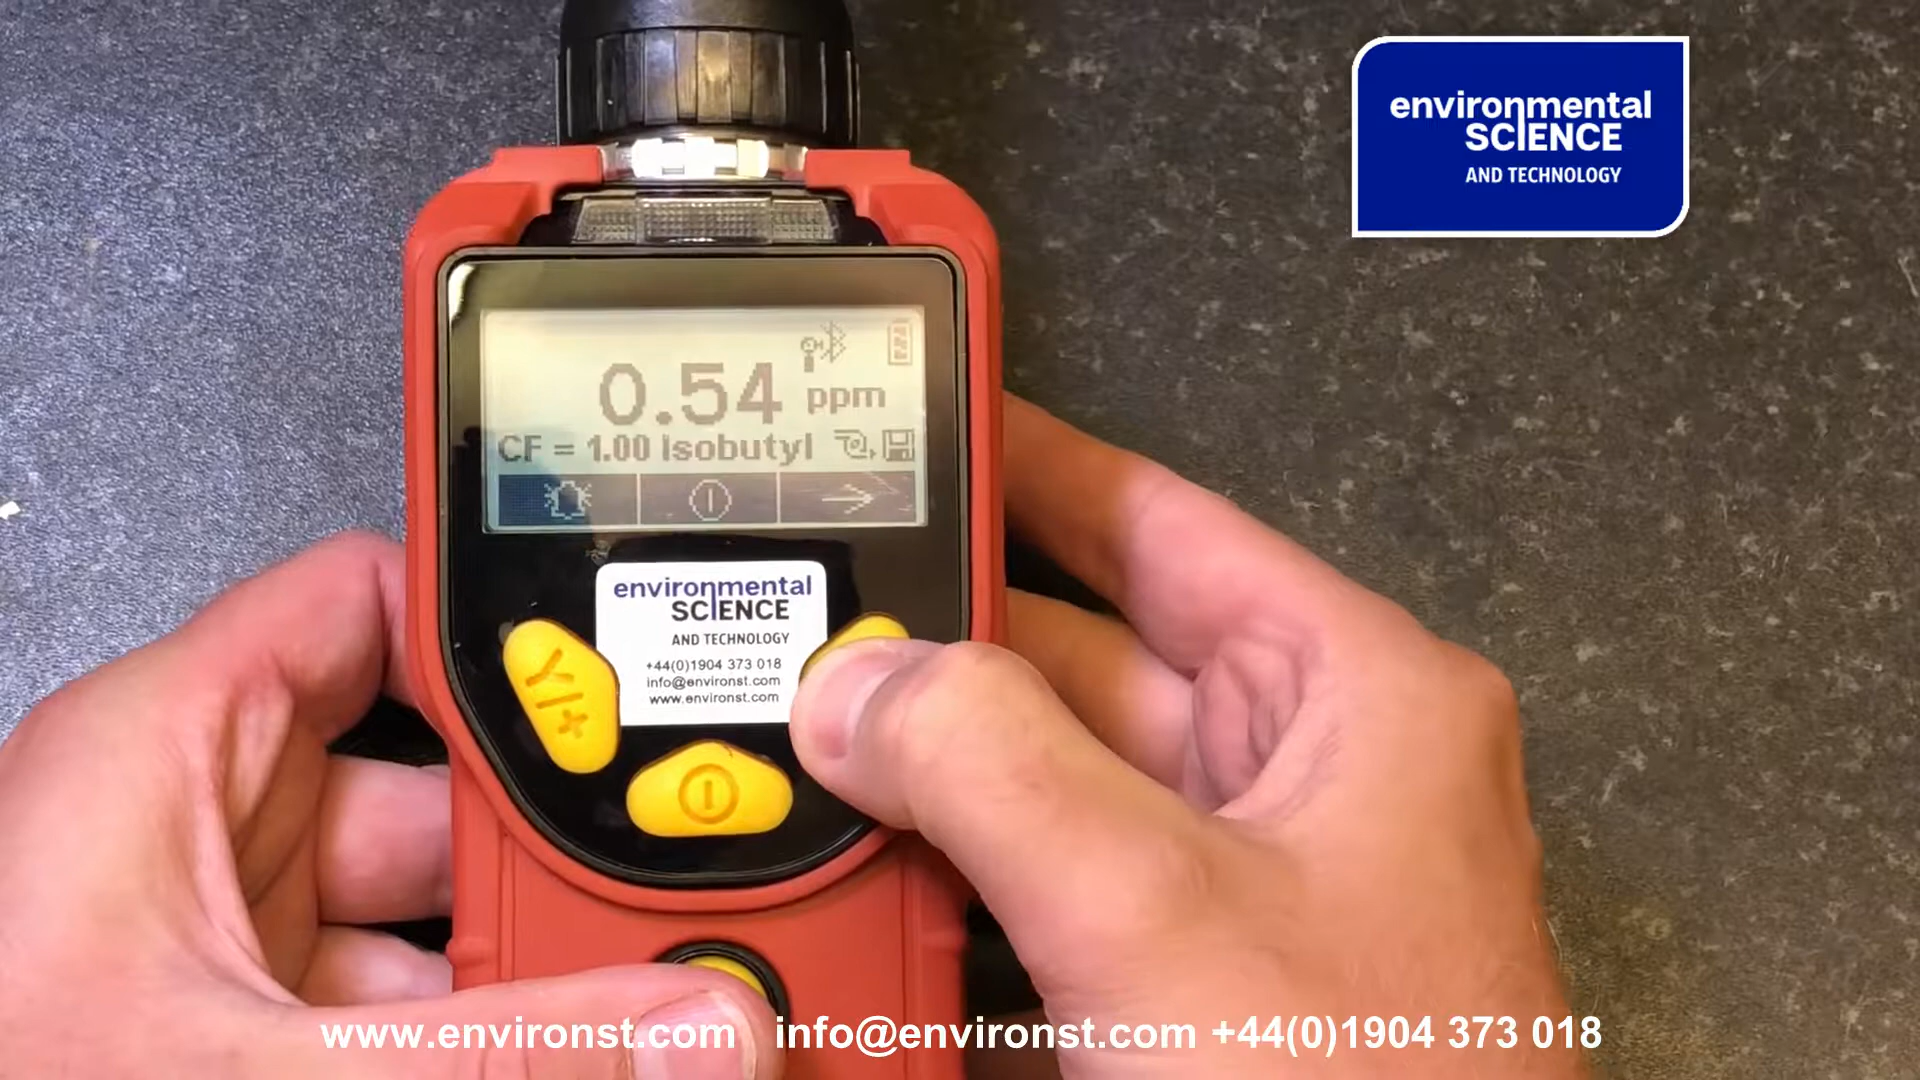 environmental
SCIENCE
AND TECHNOLOGY
0.54 ppm
CF = 1.00 Isobutyl
environmental
SCIENCE
AND TECHNOLOGY
+44(0)1904 373 018
info@environst.com
www.environst.com
Y/+
www.environst.com info@environst.com +44(0)1904 373 018